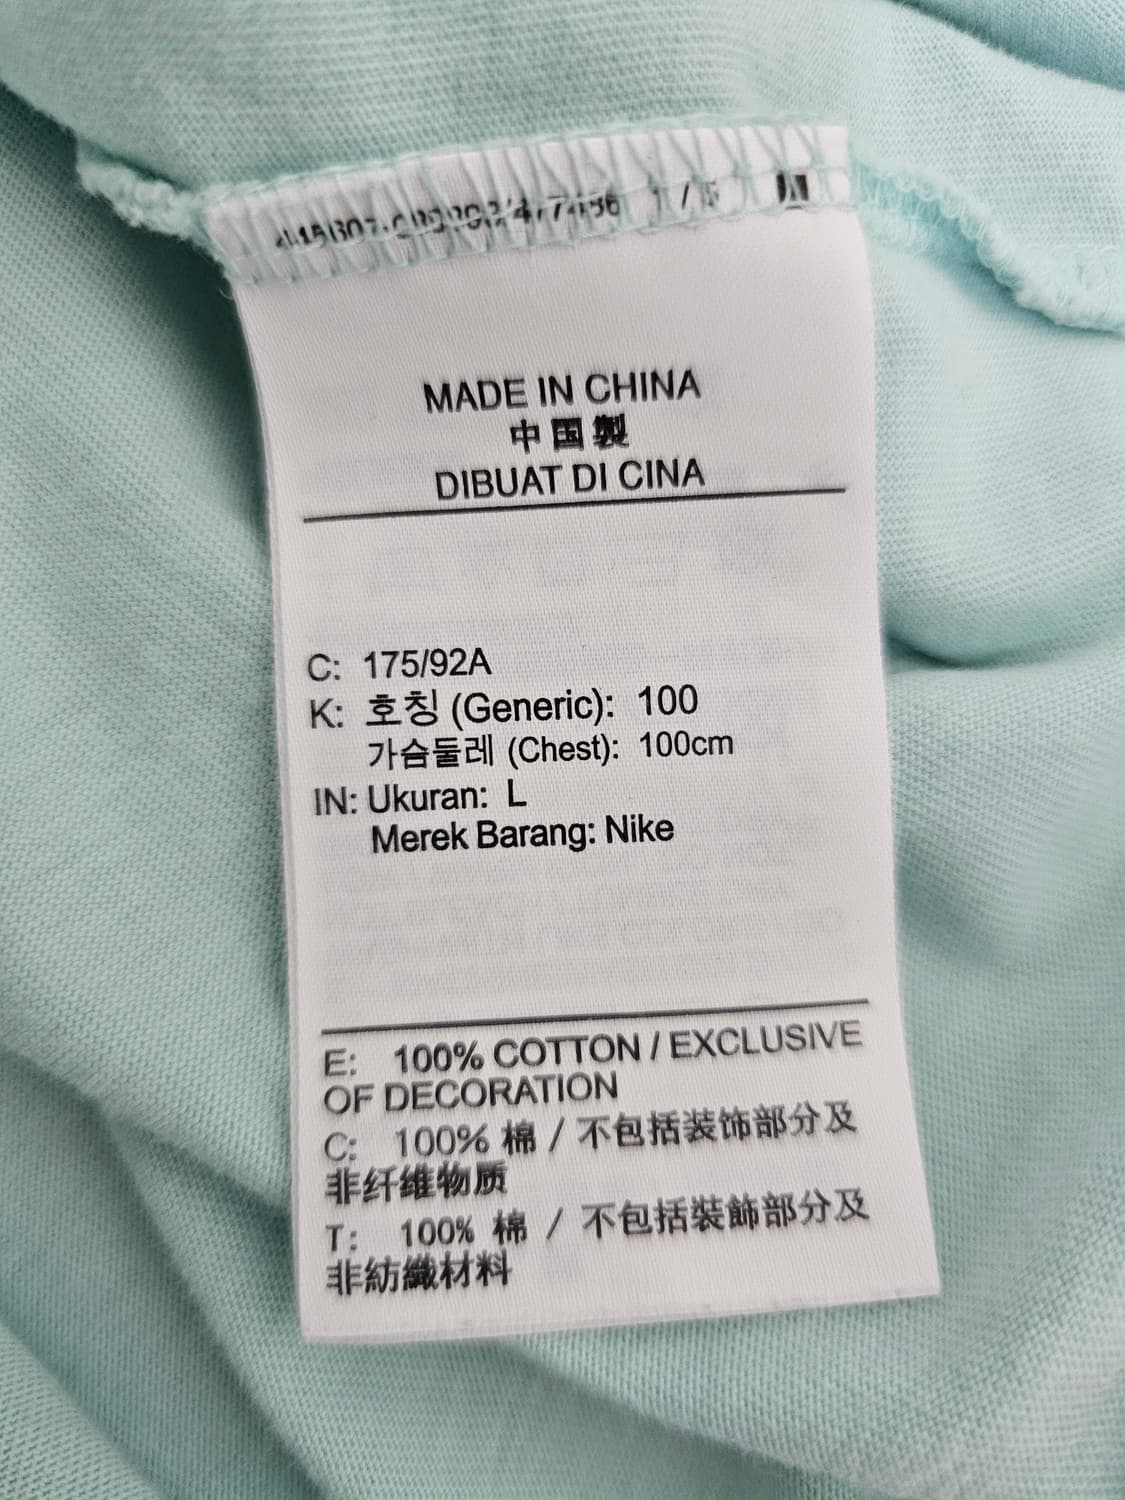 MADE IN CHINA
中国製
DIBUAT DI CINA
C: 175/92A
K: 호칭 (Generic): 100
가슴둘레 (Chest): 100cm
IN: Ukuran: L
Merek Barang: Nike
E: 100% COTTON / EXCLUSIVE
OF DECORATION
C: 100% 棉 / 不包括装饰部分及
非纤维物质
T: 100% 棉 / 不包括裝飾部分及
非紡織材料